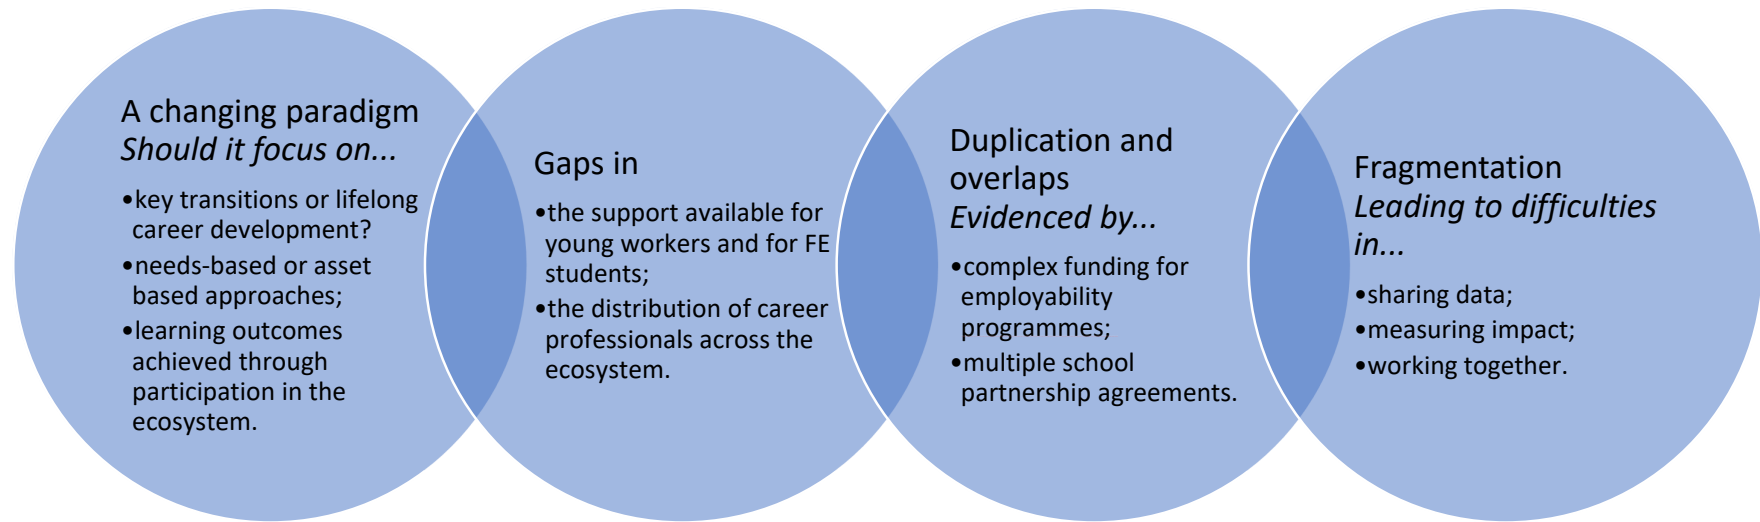 A changing paradigm
Should it focus on...
•key transitions or lifelong
career development?
•needs-based or asset
based approaches;
•learning outcomes
achieved through
participation in the
ecosystem.
Gaps in
•the support available for
young workers and for FE
students;
•the distribution of career
professionals across the
ecosystem.
Duplication and
overlaps
Evidenced by...
•complex funding for
employability
programmes;
•multiple school
partnership agreements.
Fragmentation
Leading to difficulties
in...
•sharing data;
•measuring impact;
•working together.